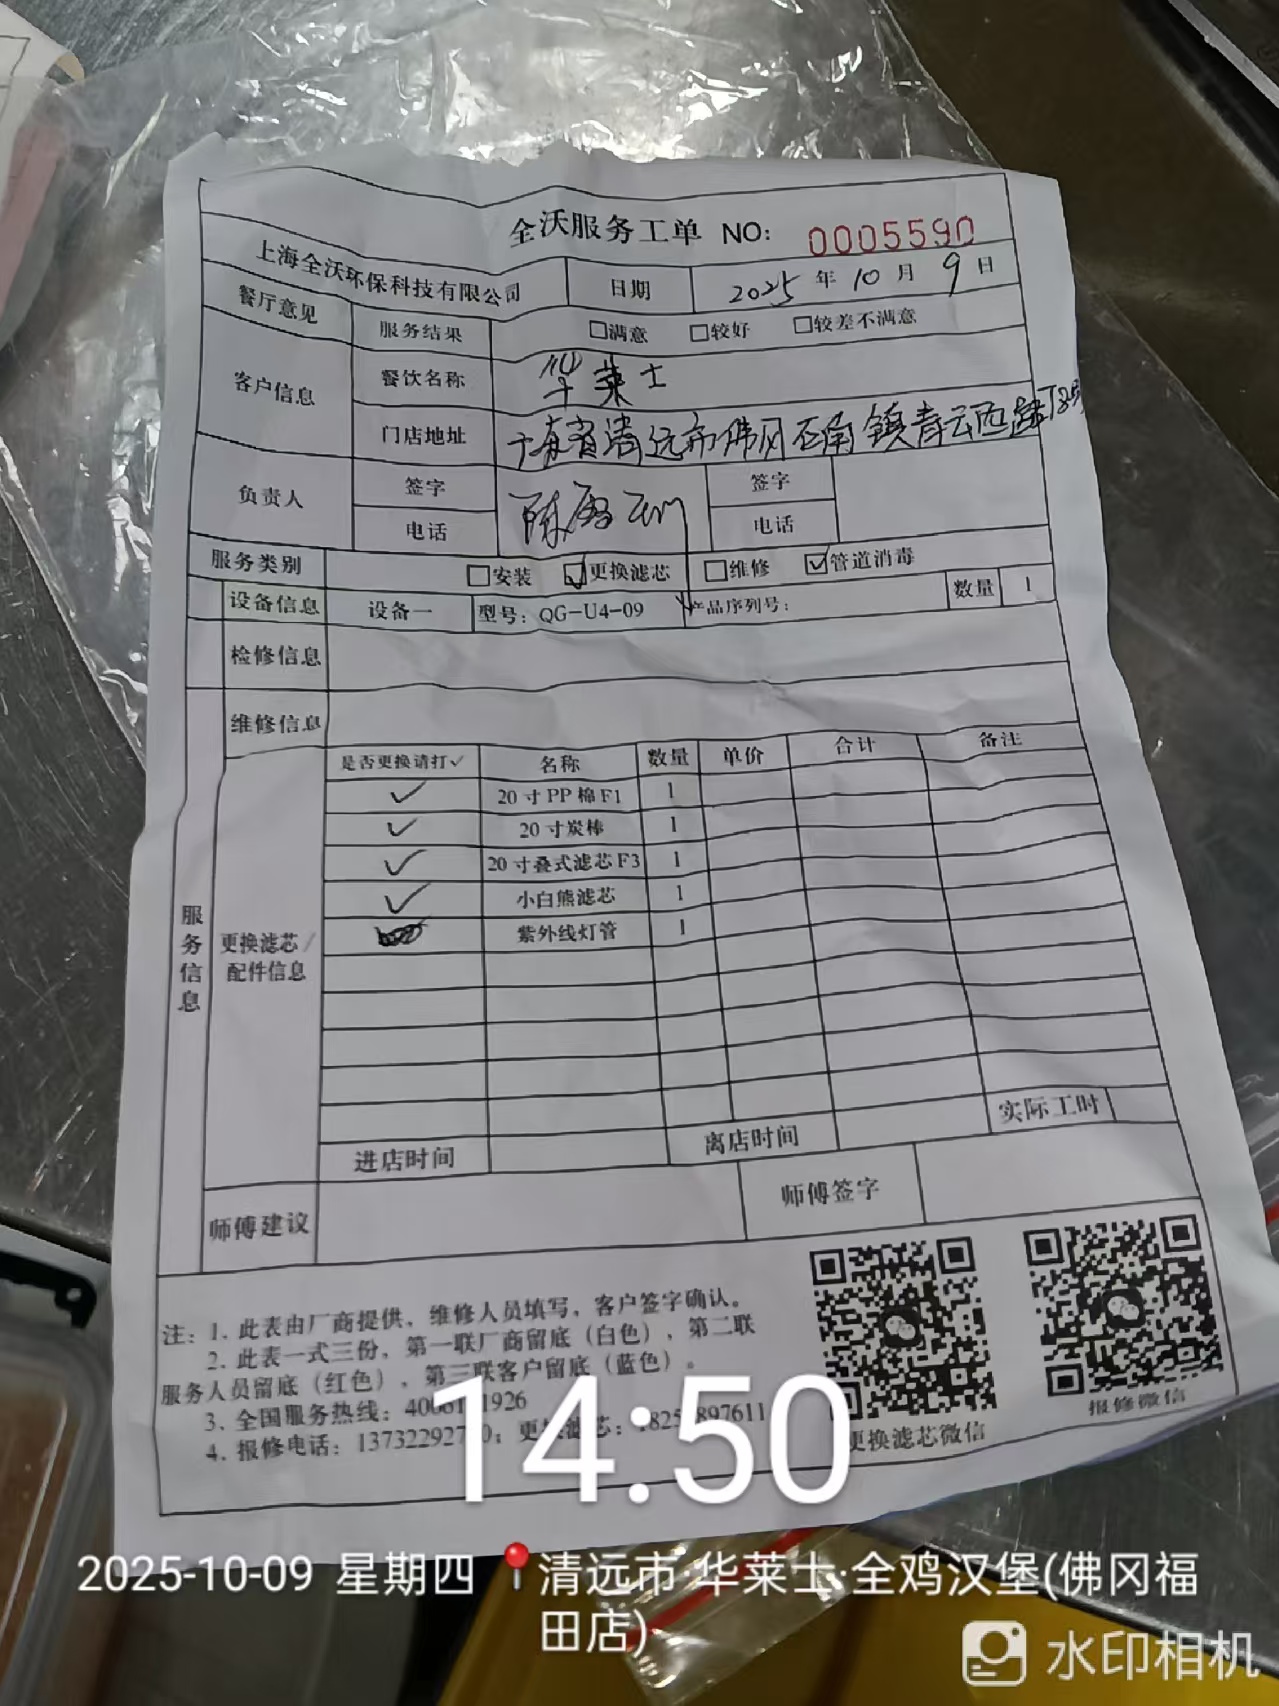 全沃服务工单 NO: 0005590
上海全沃环保科技有限公司 日期 2025 年 10 月 9 日
餐厅意见 服务结果 □满意 □较好 □较差不满意
客户信息 餐饮名称 华莱士
门店地址 广东省清远市佛冈石角镇青云西路
负责人 签字 陈 签字
电话 电话
服务类别 □安装 ☑更换滤芯 □维修 ☑管道消毒
设备信息 设备一 型号: QG-U4-09 产品序列号: 数量 1
检修信息
维修信息
是否更换请打✓ 名称 数量 单价 合计 备注
✓ 20寸PP棉F1 1
✓ 20寸炭棒 1
✓ 20寸叠式滤芯F3 1
✓ 小白熊滤芯 1
紫外线灯管 1
服务信息
更换滤芯/
配件信息
进店时间 离店时间 实际工时
师傅建议 师傅签字
注: 1. 此表由厂商提供, 维修人员填写, 客户签字确认。
2. 此表一式三份, 第一联厂商留底 (白色), 第二联
服务人员留底 (红色), 第三联客户留底 (蓝色)。
3. 全国服务热线:
4. 报修电话: 更换滤芯:
更换滤芯微信
报修微信
14:50
2025-10-09 星期四 清远市·华莱士·全鸡汉堡(佛冈福
田店)
水印相机